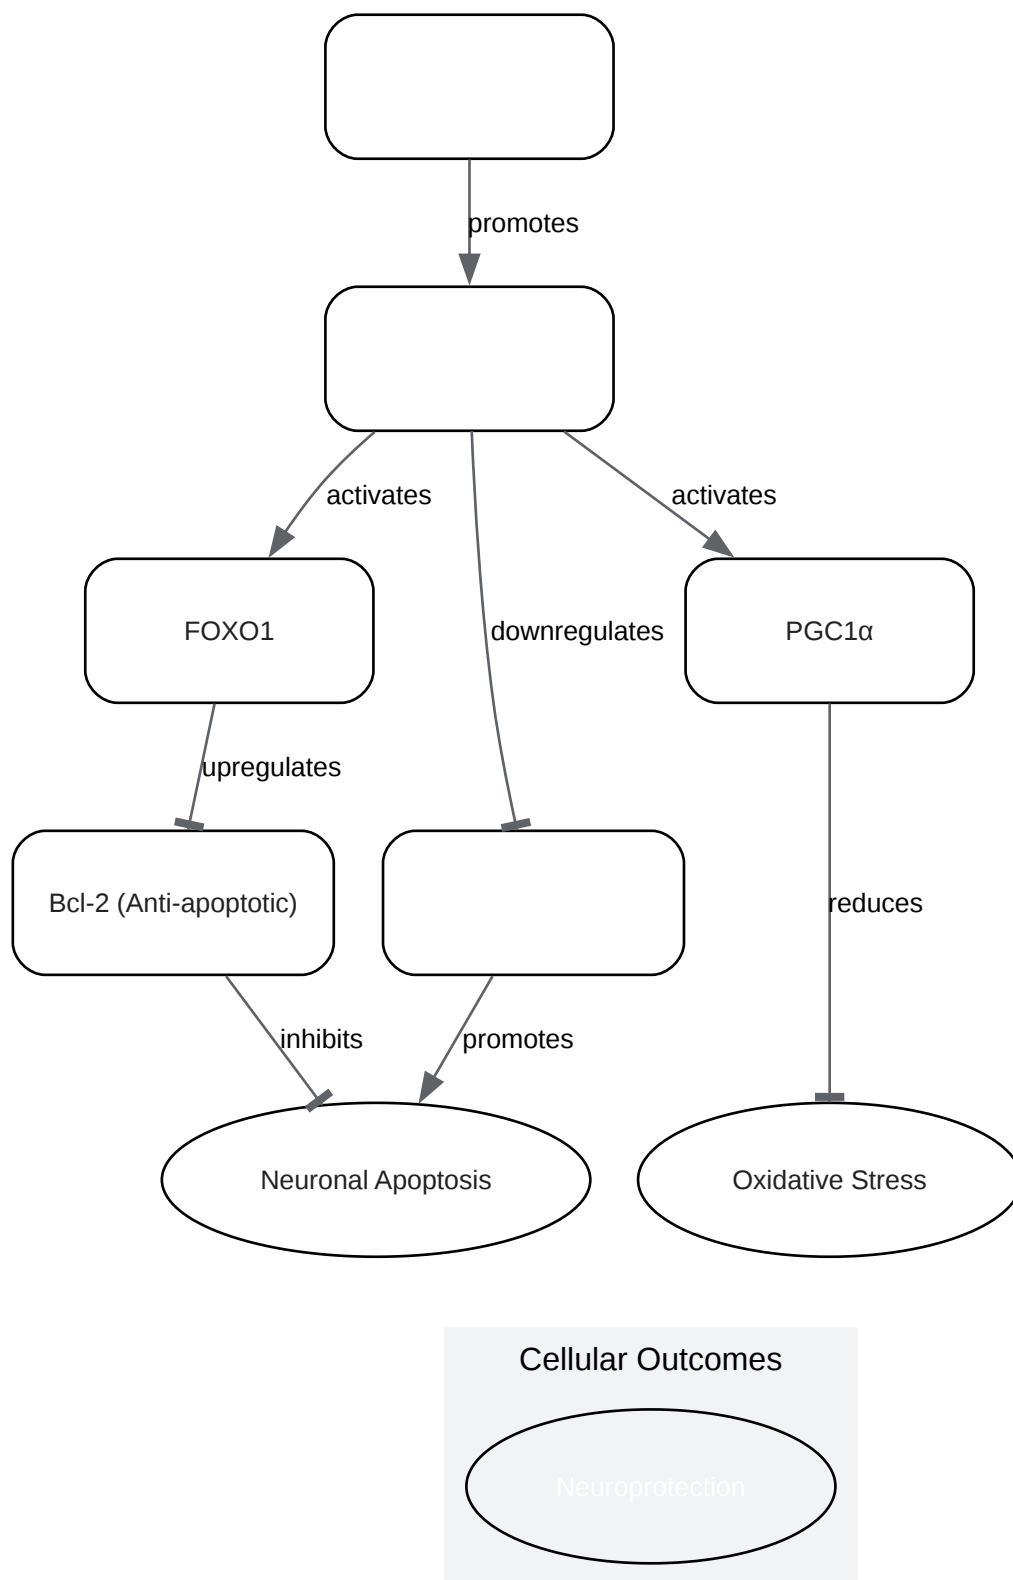 promotes
activates
activates
FOXO1
downregulates
PGC1α
upregulates
Bcl-2 (Anti-apoptotic)
reduces
inhibits
promotes
Neuronal Apoptosis
Oxidative Stress
Cellular Outcomes
Neuroprotection